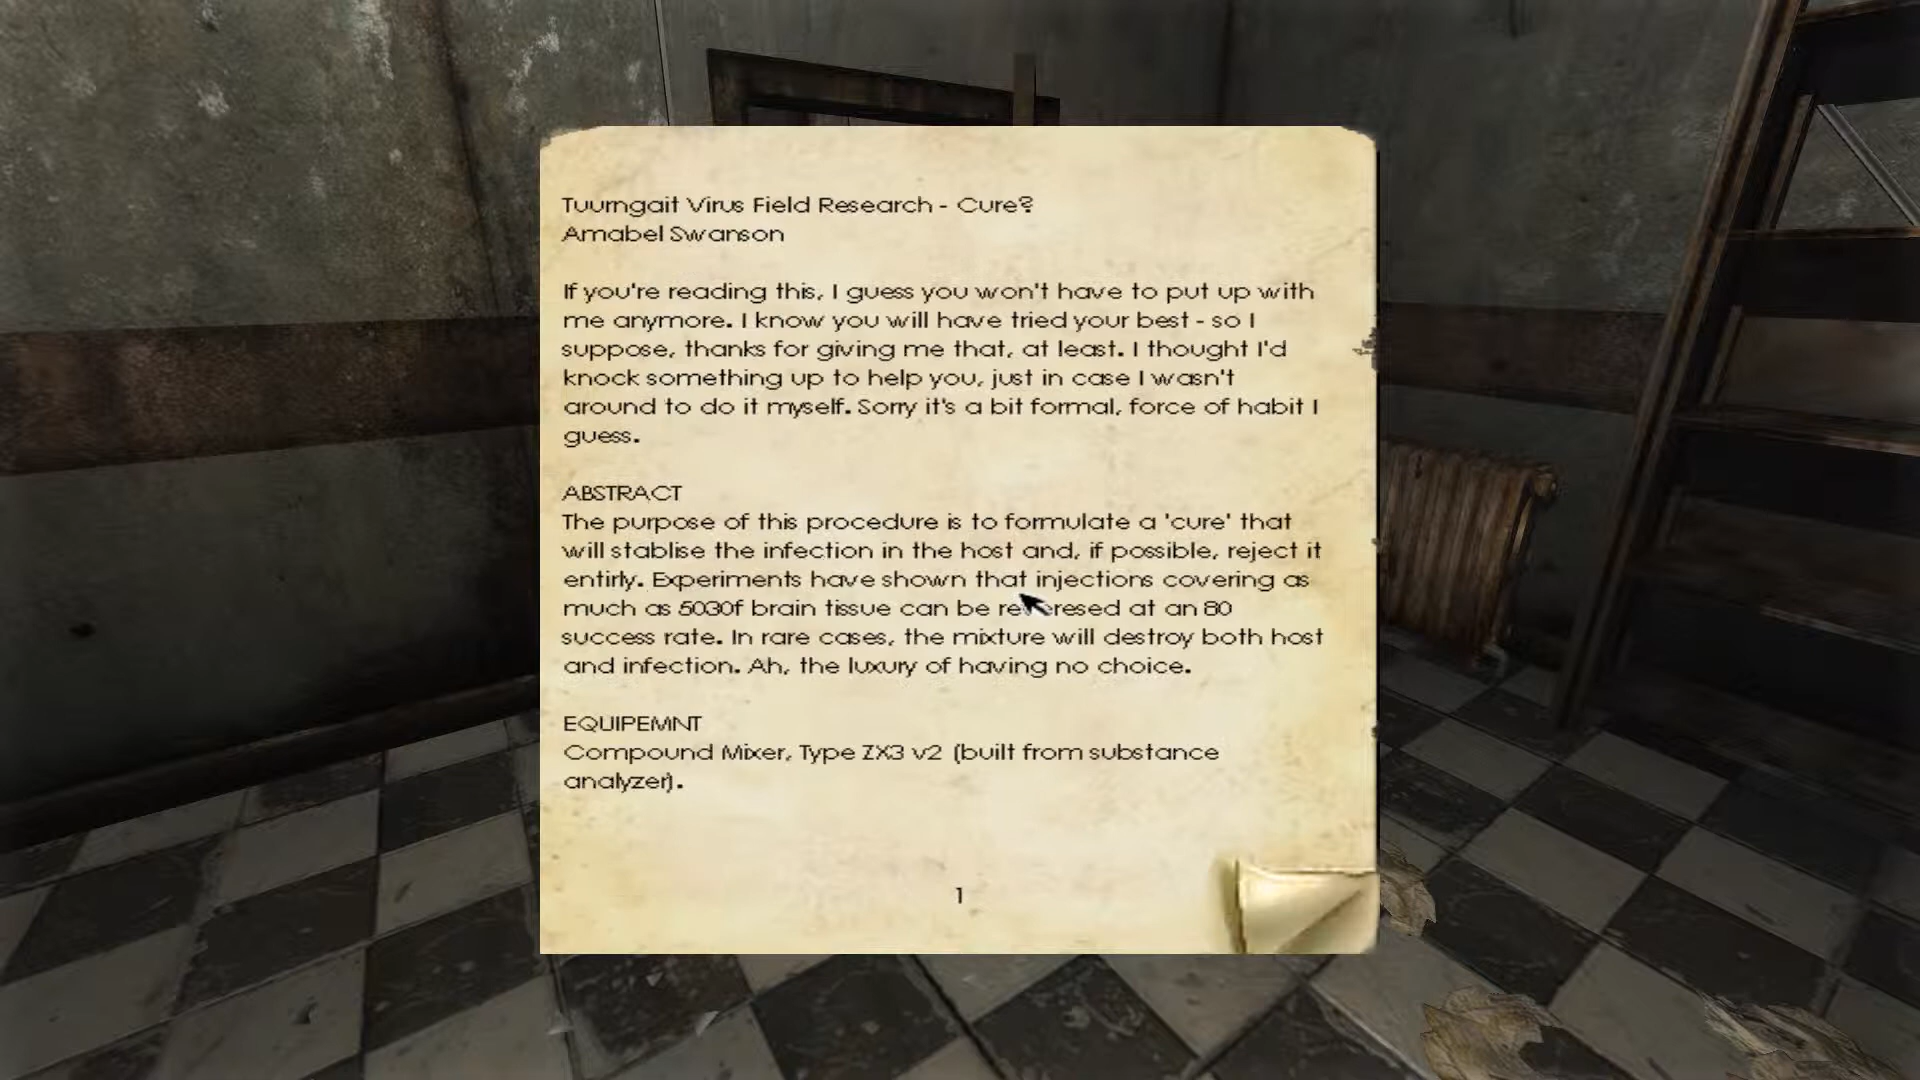 Tuurngait Virus Field Research - Cure?
Amabel Swanson
If you're reading this, I guess you won't have to put up with
me anymore. I know you will have tried your best - so I
suppose, thanks for giving me that, at least. I thought I'd
knock something up to help you, just in case I wasn't
around to do it myself. Sorry it's a bit formal, force of habit I
guess.
ABSTRACT
The purpose of this procedure is to formulate a 'cure' that
will stablise the infection in the host and, if possible, reject it
entirly. Experiments have shown that injections covering as
much as 5030f brain tissue can be at an 80
success rate. In rare cases, the mixture will destroy both host
and infection. Ah, the luxury of having no choice.
EQUIPEMNT
Compound Mixer, Type ZX3 v2 (built from substance
analyzer).
1